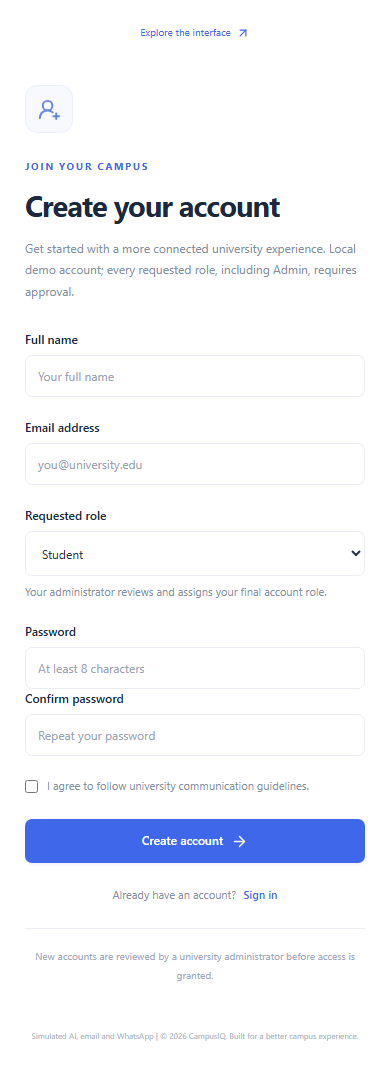 Explore the interface
JOIN YOUR CAMPUS
Create your account
Get started with a more connected university experience. Local
demo account; every requested role, including Admin, requires
approval.
Full name
Your full name
Email address
you@university.edu
Requested role
Student
Your administrator reviews and assigns your final account role.
Password
At least 8 characters
Confirm password
Repeat your password
I agree to follow university communication guidelines.
Create account
Already have an account? Sign in
New accounts are reviewed by a university administrator before access is
granted.
Simulated AI, email and WhatsApp | © 2026 CampusIQ. Built for a better campus experience.